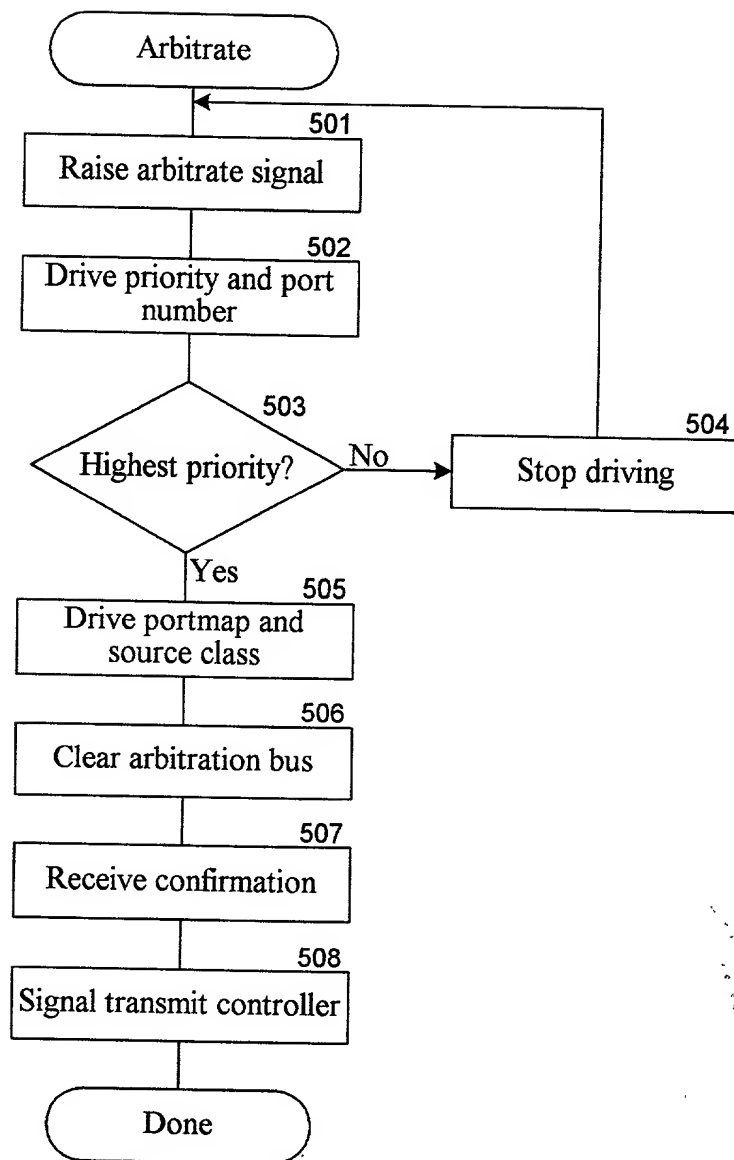 Arbitrate
501
Raise arbitrate signal
502
Drive priority and port
number
503
Highest priority?
No
504
Stop driving
Yes
505
Drive portmap and
source class
506
Clear arbitration bus
507
Receive confirmation
508
Signal transmit controller
Done